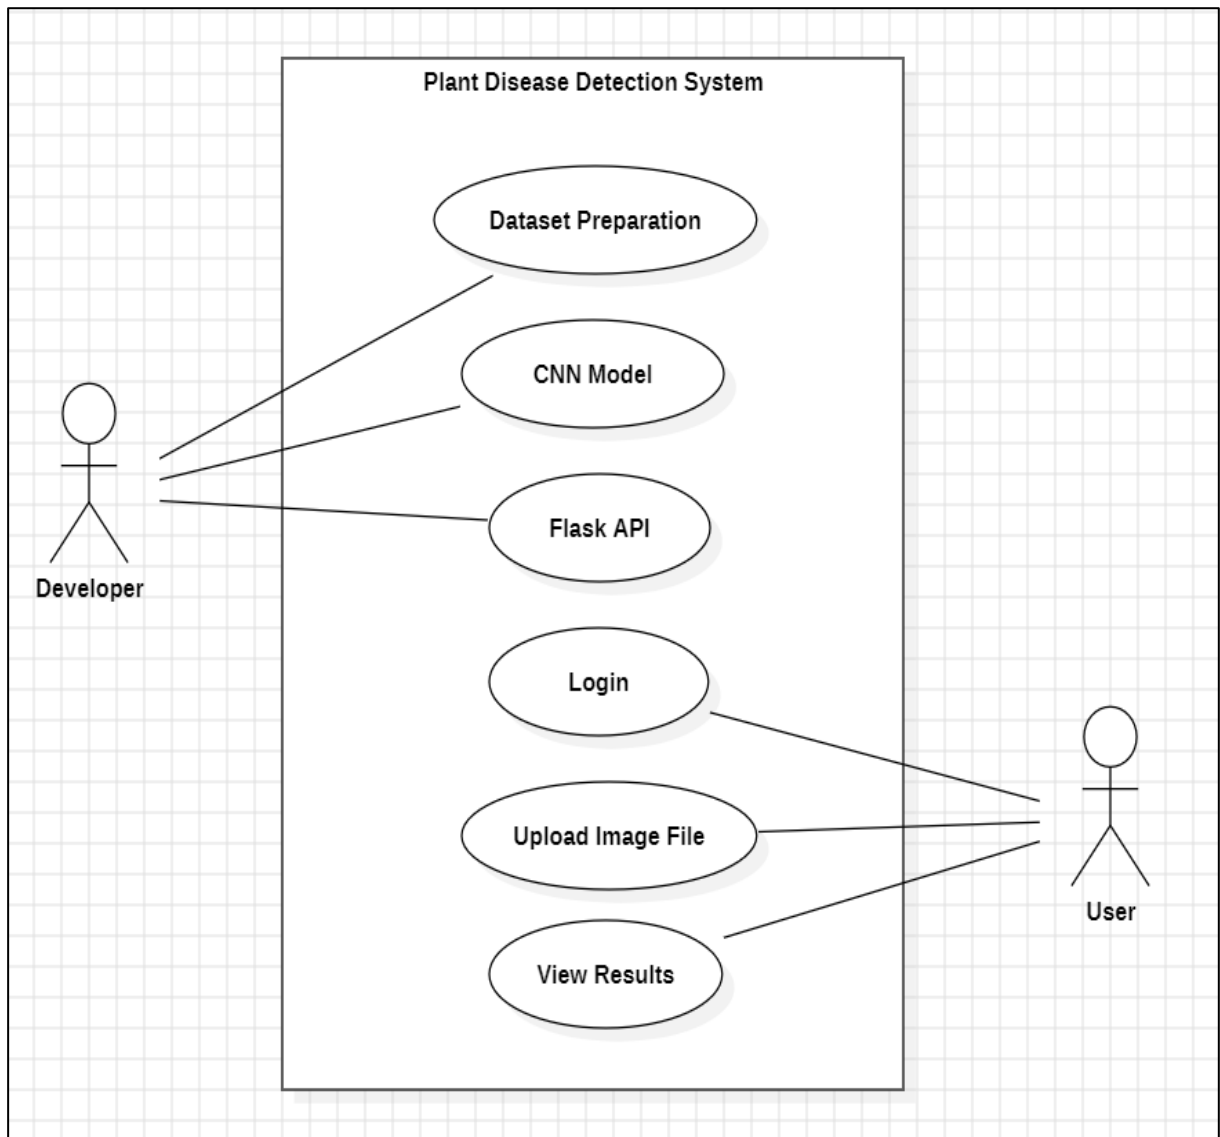 Plant Disease Detection System
Dataset Preparation
CNN Model
Flask API
Developer
Login
Upload Image File
User
View Results